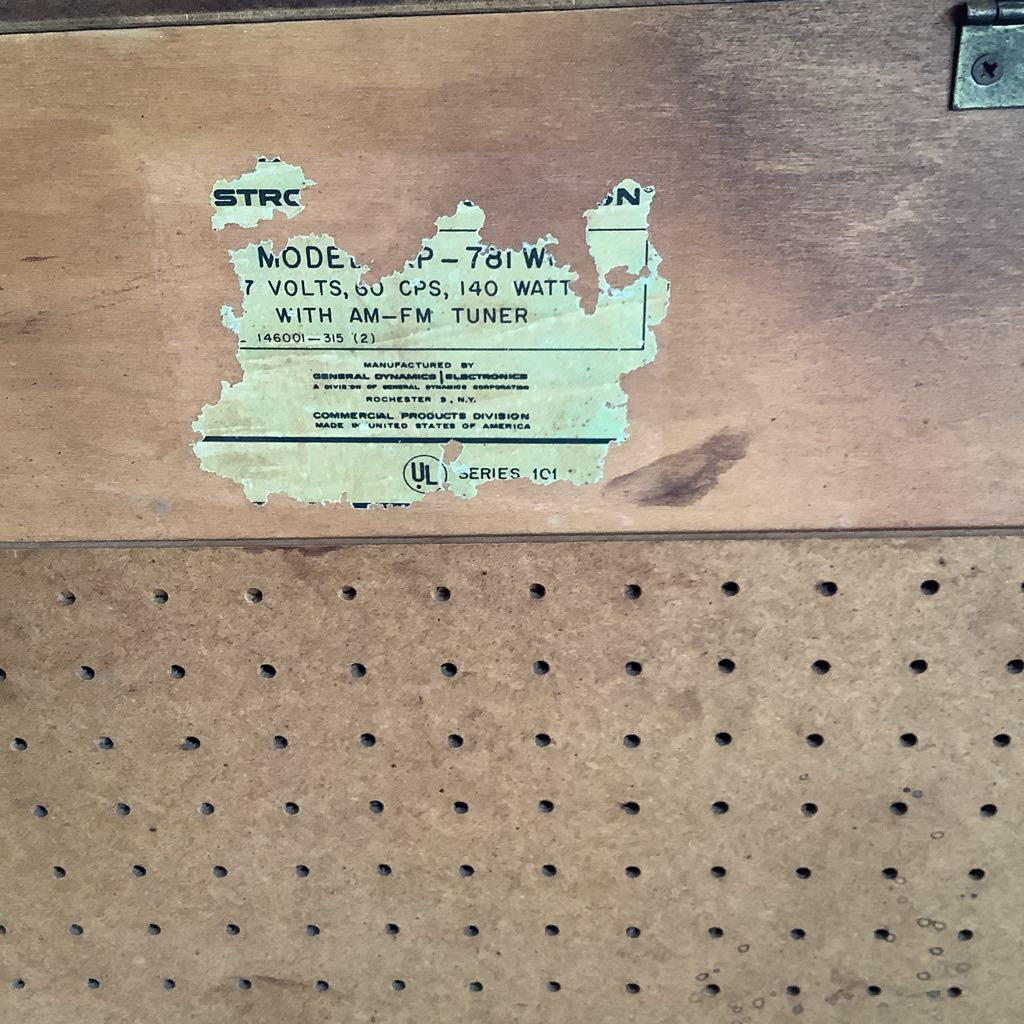 STRO
MODEL P-781 W
7 VOLTS, 60 CPS, 140 WATT
WITH AM-FM TUNER
146001-315 (2)
MANUFACTURED BY
GENERAL DYNAMICS | ELECTRONICS
A DIVISION OF GENERAL DYNAMICS CORPORATION
ROCHESTER 3, N.Y.
COMMERCIAL PRODUCTS DIVISION
MADE IN UNITED STATES OF AMERICA
UL SERIES 101